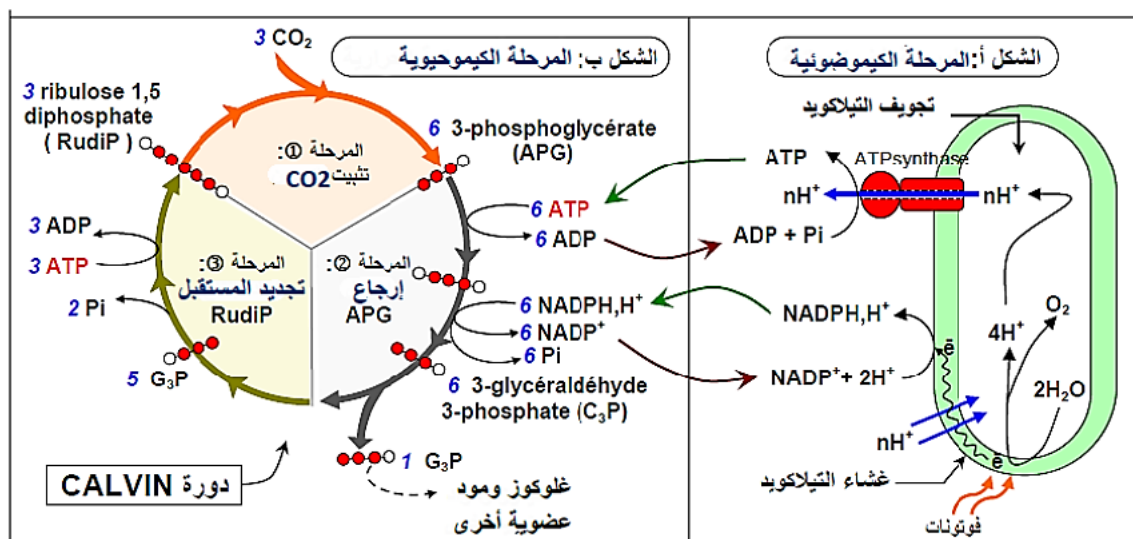 الشكل أ: المرحلة الكيموضوئية
تجويف التيلاكويد
ATP
ATPsynthase
nH+
nH+
ADP + Pi
NADPH,H+
NADP+ + 2H+
ē
4H+
O2
2H2O
nH+
ē
غشاء التيلاكويد
فوتونات
الشكل ب: المرحلة الكيموحيوية
3 CO2
3 ribulose 1,5
diphosphate
( RudiP )
المرحلة ①:
تثبيت CO2
6 3-phosphoglycérate
(APG)
6 ATP
6 ADP
المرحلة ②:
إرجاع
APG
6 NADPH,H+
6 NADP+
6 Pi
6 3-glycéraldéhyde
3-phosphate (C3P)
1 G3P
غلوكوز ومود
عضوية أخرى
المرحلة ③:
تجديد المستقبل
RudiP
3 ADP
3 ATP
2 Pi
5 G3P
دورة CALVIN